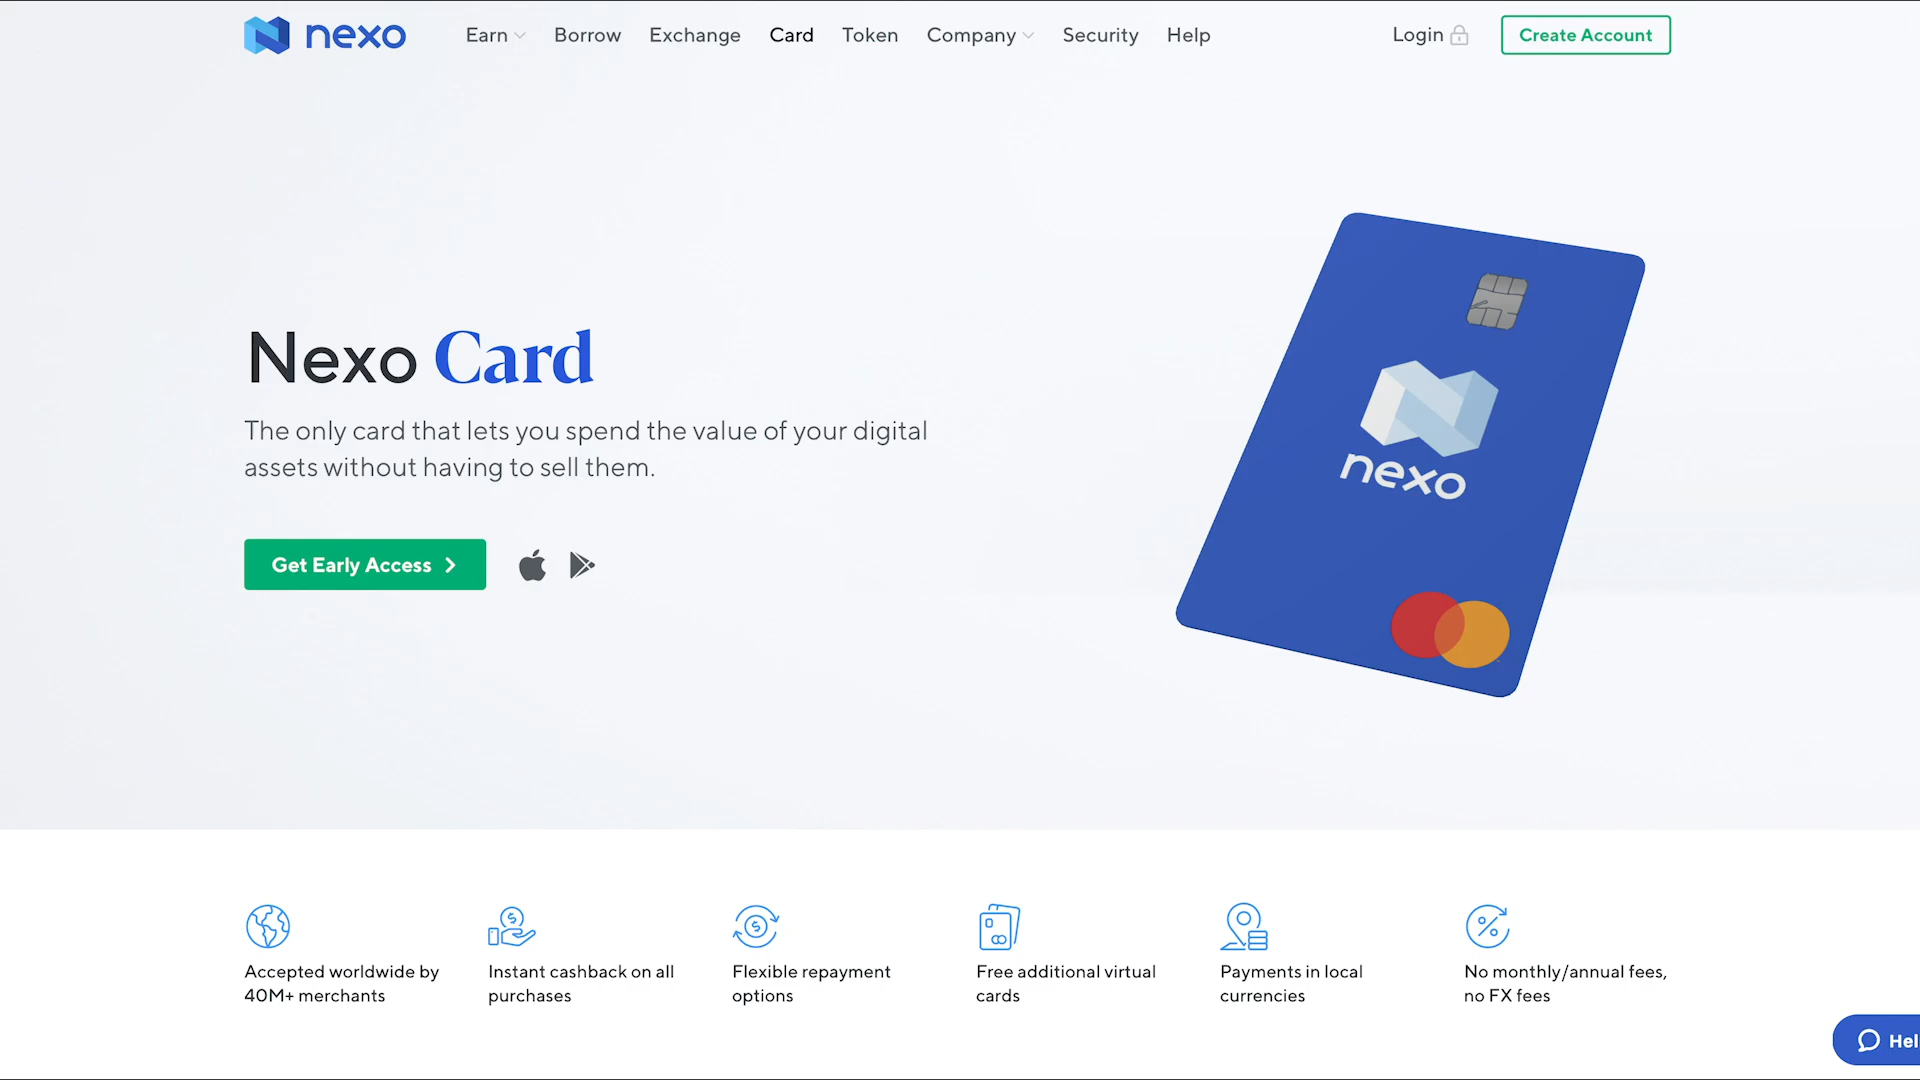 nexo
Earn
Borrow
Exchange
Card
Token
Company
Security
Help
Login
Create Account
Nexo Card
The only card that lets you spend the value of your digital
assets without having to sell them.
Get Early Access
nexo
Accepted worldwide by
40M+ merchants
Instant cashback on all
purchases
Flexible repayment
options
Free additional virtual
cards
Payments in local
currencies
No monthly/annual fees,
no FX fees
Hel